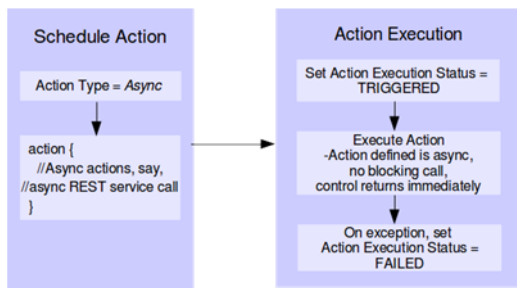 Schedule Action
Action Type = Async
action {
//Async actions, say,
//async REST service call
}
Action Execution
Set Action Execution Status =
TRIGGERED
Execute Action
-Action defined is async,
no blocking call,
control returns immediately
On exception, set
Action Execution Status =
FAILED